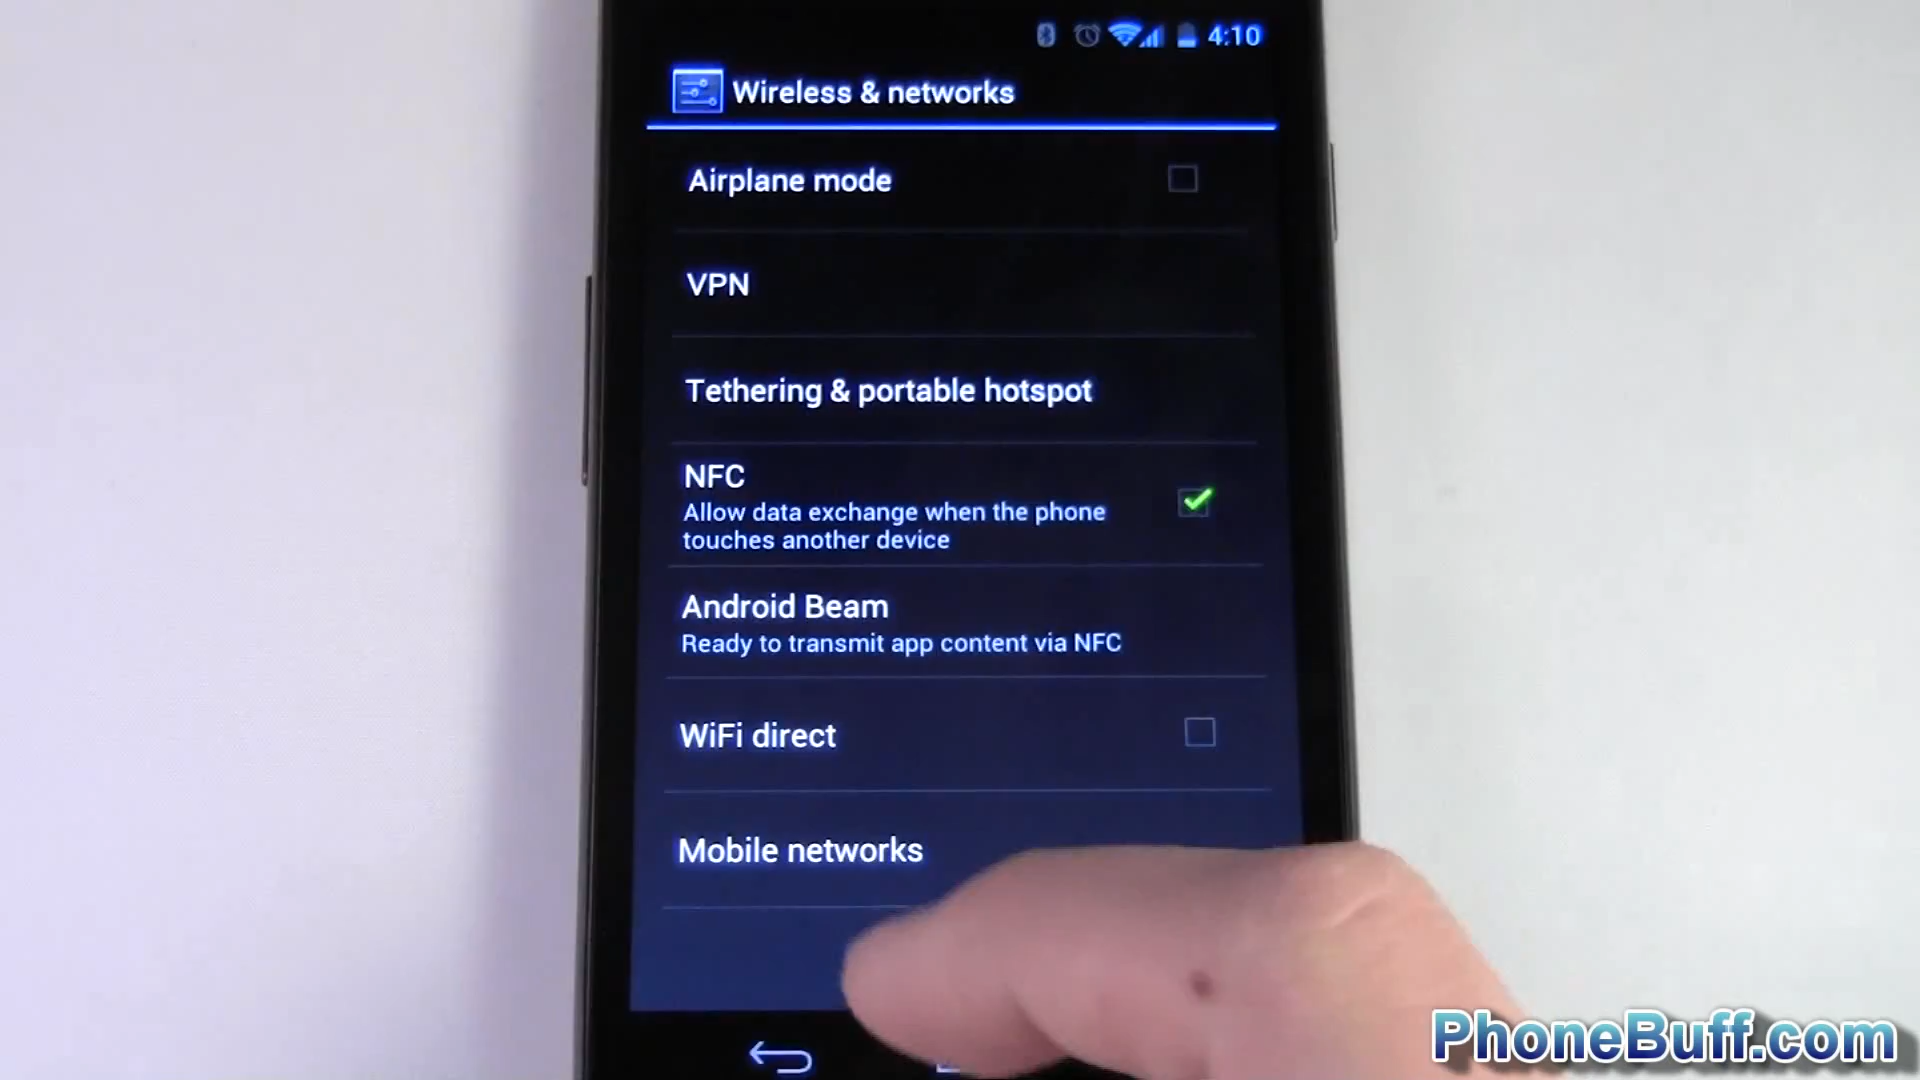 4:10
Wireless & networks
Airplane mode
VPN
Tethering & portable hotspot
NFC
Allow data exchange when the phone
touches another device
Android Beam
Ready to transmit app content via NFC
WiFi direct
Mobile networks
PhoneBuff.com